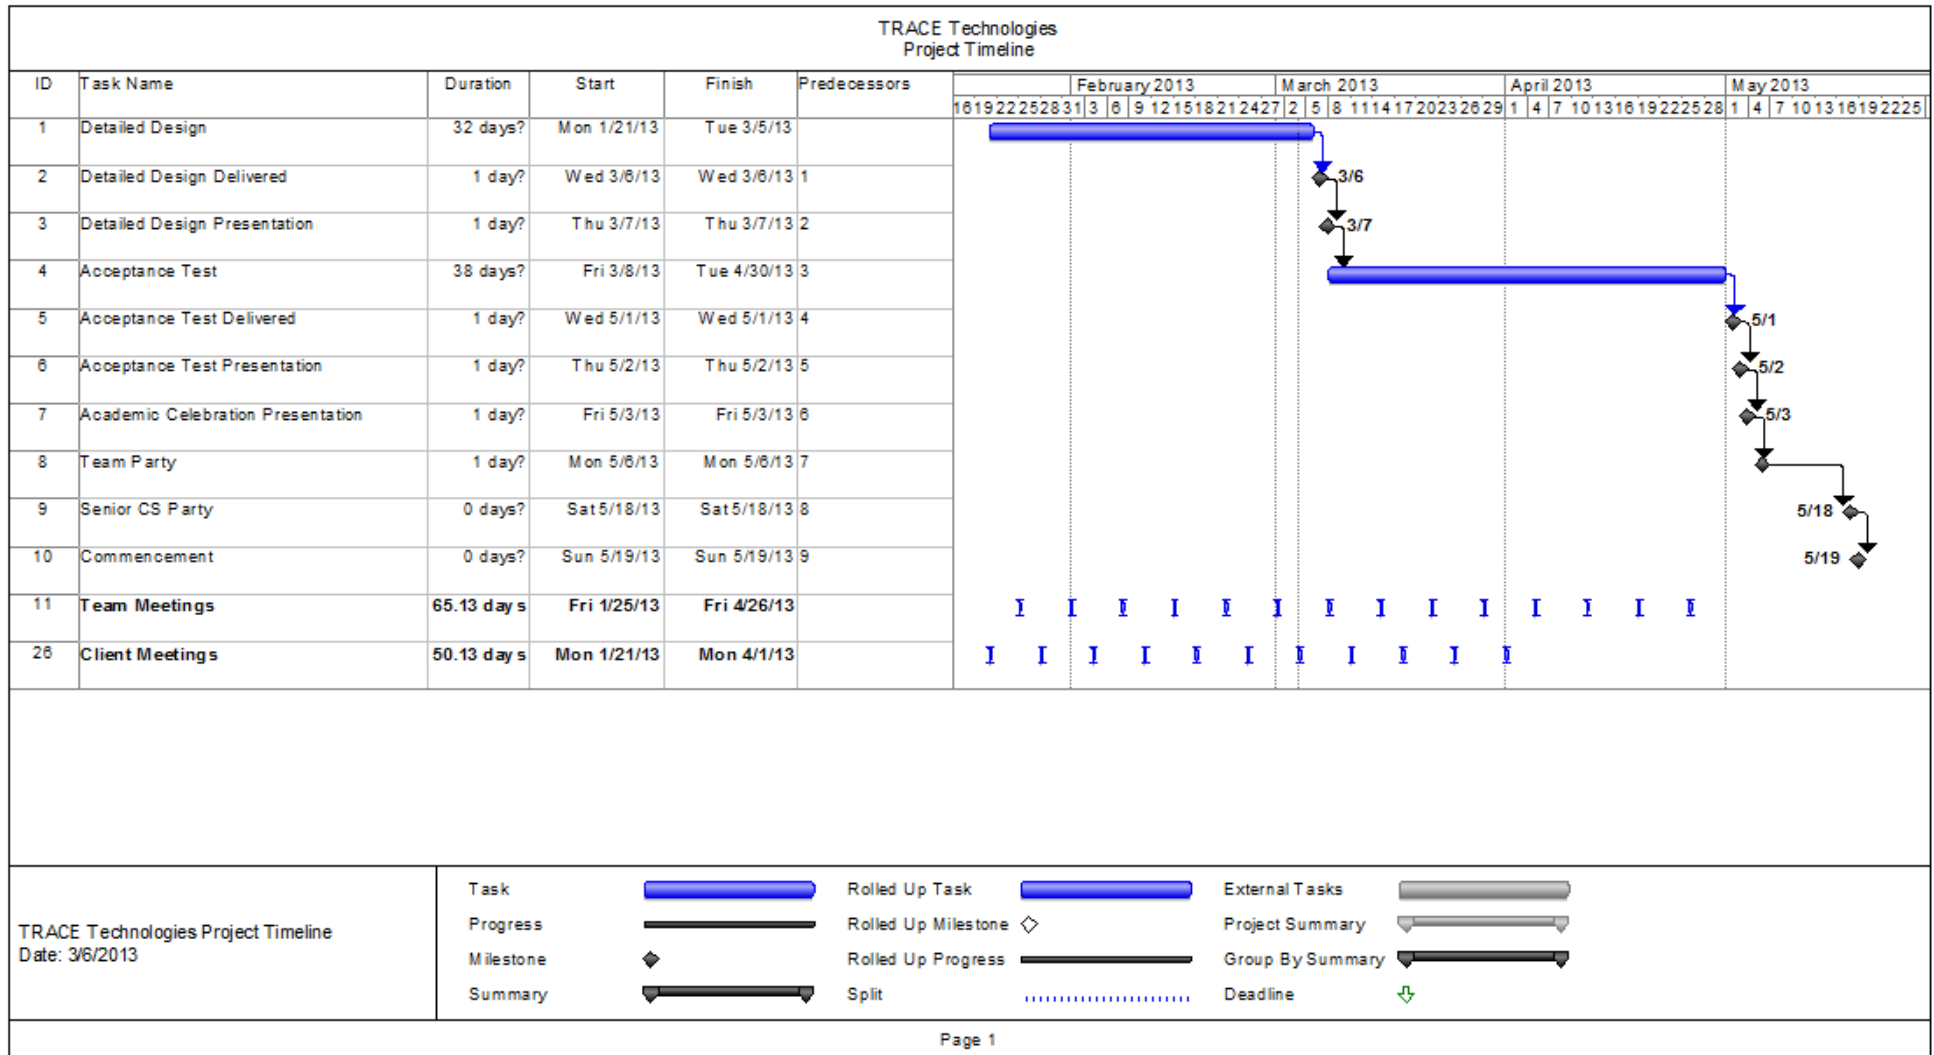 TRACE Technologies
Project Timeline
ID Task Name Duration Start Finish Predecessors
February 2013 March 2013 April 2013 May 2013
16 19 22 25 28 31 3 6 9 12 15 18 21 24 27 2 5 8 11 14 17 20 23 26 29 1 4 7 10 13 16 19 22 25 28 1 4 7 10 13 16 19 22 25
1 Detailed Design 32 days? Mon 1/21/13 Tue 3/5/13
2 Detailed Design Delivered 1 day? Wed 3/6/13 Wed 3/6/13 1 3/6
3 Detailed Design Presentation 1 day? Thu 3/7/13 Thu 3/7/13 2 3/7
4 Acceptance Test 38 days? Fri 3/8/13 Tue 4/30/13 3
5 Acceptance Test Delivered 1 day? Wed 5/1/13 Wed 5/1/13 4 5/1
6 Acceptance Test Presentation 1 day? Thu 5/2/13 Thu 5/2/13 5 5/2
7 Academic Celebration Presentation 1 day? Fri 5/3/13 Fri 5/3/13 6 5/3
8 Team Party 1 day? Mon 5/6/13 Mon 5/6/13 7
9 Senior CS Party 0 days? Sat 5/18/13 Sat 5/18/13 8 5/18
10 Commencement 0 days? Sun 5/19/13 Sun 5/19/13 9 5/19
11 Team Meetings 65.13 days Fri 1/25/13 Fri 4/26/13
26 Client Meetings 50.13 days Mon 1/21/13 Mon 4/1/13
TRACE Technologies Project Timeline
Date: 3/6/2013
Task Rolled Up Task External Tasks
Progress Rolled Up Milestone Project Summary
Milestone Rolled Up Progress Group By Summary
Summary Split Deadline
Page 1